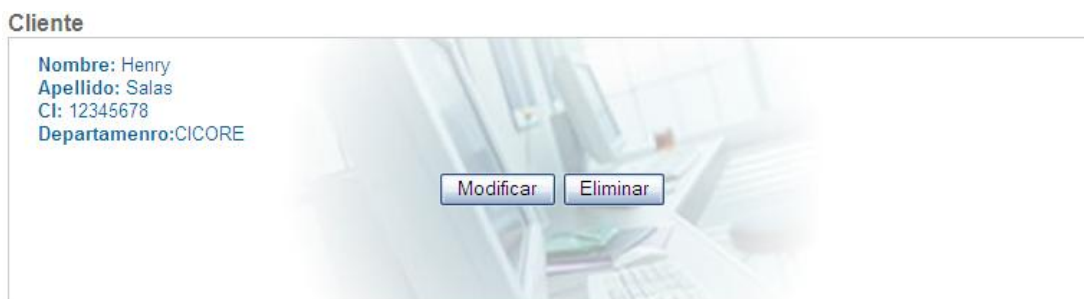 Cliente
Nombre: Henry
Apellido: Salas
CI: 12345678
Departamenro:CICORE
Modificar Eliminar